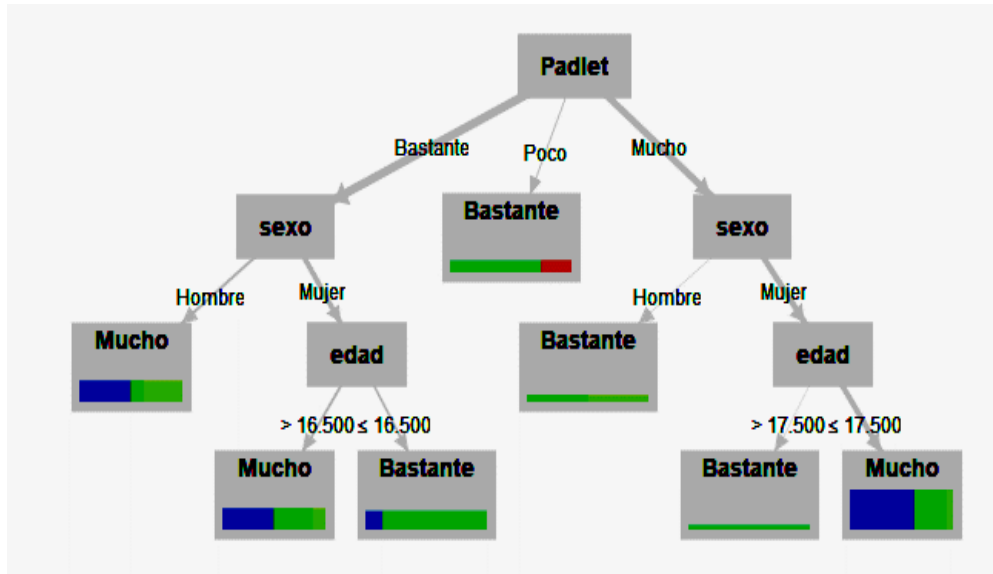 Padlet
Bastante
Poco
Mucho
sexo
Bastante
sexo
Hombre
Mujer
Hombre
Mujer
Mucho
edad
Bastante
edad
> 16.500 ≤ 16.500
> 17.500 ≤ 17.500
Mucho
Bastante
Bastante
Mucho